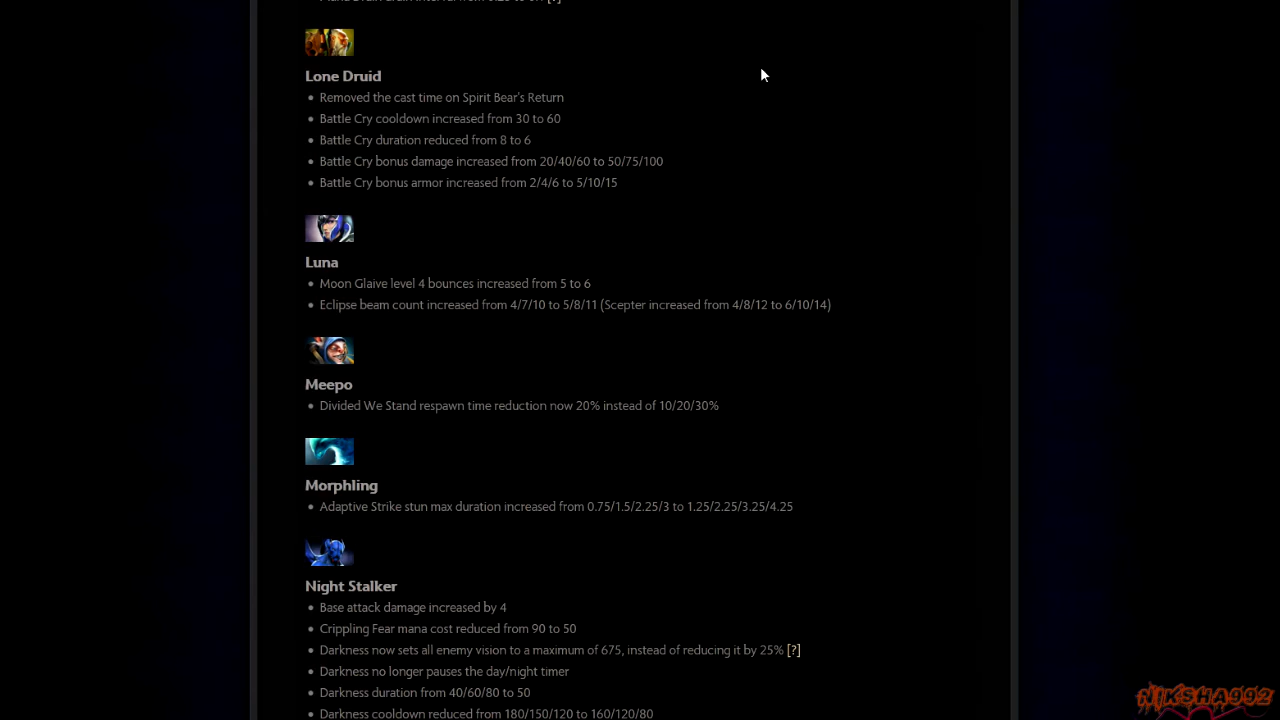 Lone Druid
• Removed the cast time on Spirit Bear's Return
• Battle Cry cooldown increased from 30 to 60
• Battle Cry duration reduced from 8 to 6
• Battle Cry bonus damage increased from 20/40/60 to 50/75/100
• Battle Cry bonus armor increased from 2/4/6 to 5/10/15
Luna
• Moon Glaive level 4 bounces increased from 5 to 6
• Eclipse beam count increased from 4/7/10 to 5/8/11 (Scepter increased from 4/8/12 to 6/10/14)
Meepo
• Divided We Stand respawn time reduction now 20% instead of 10/20/30%
Morphling
• Adaptive Strike stun max duration increased from 0.75/1.5/2.25/3 to 1.25/2.25/3.25/4.25
Night Stalker
• Base attack damage increased by 4
• Crippling Fear mana cost reduced from 90 to 50
• Darkness now sets all enemy vision to a maximum of 675, instead of reducing it by 25% [?]
• Darkness no longer pauses the day/night timer
• Darkness duration from 40/60/80 to 50
• Darkness cooldown reduced from 180/150/120 to 160/120/80
NIKSHA992